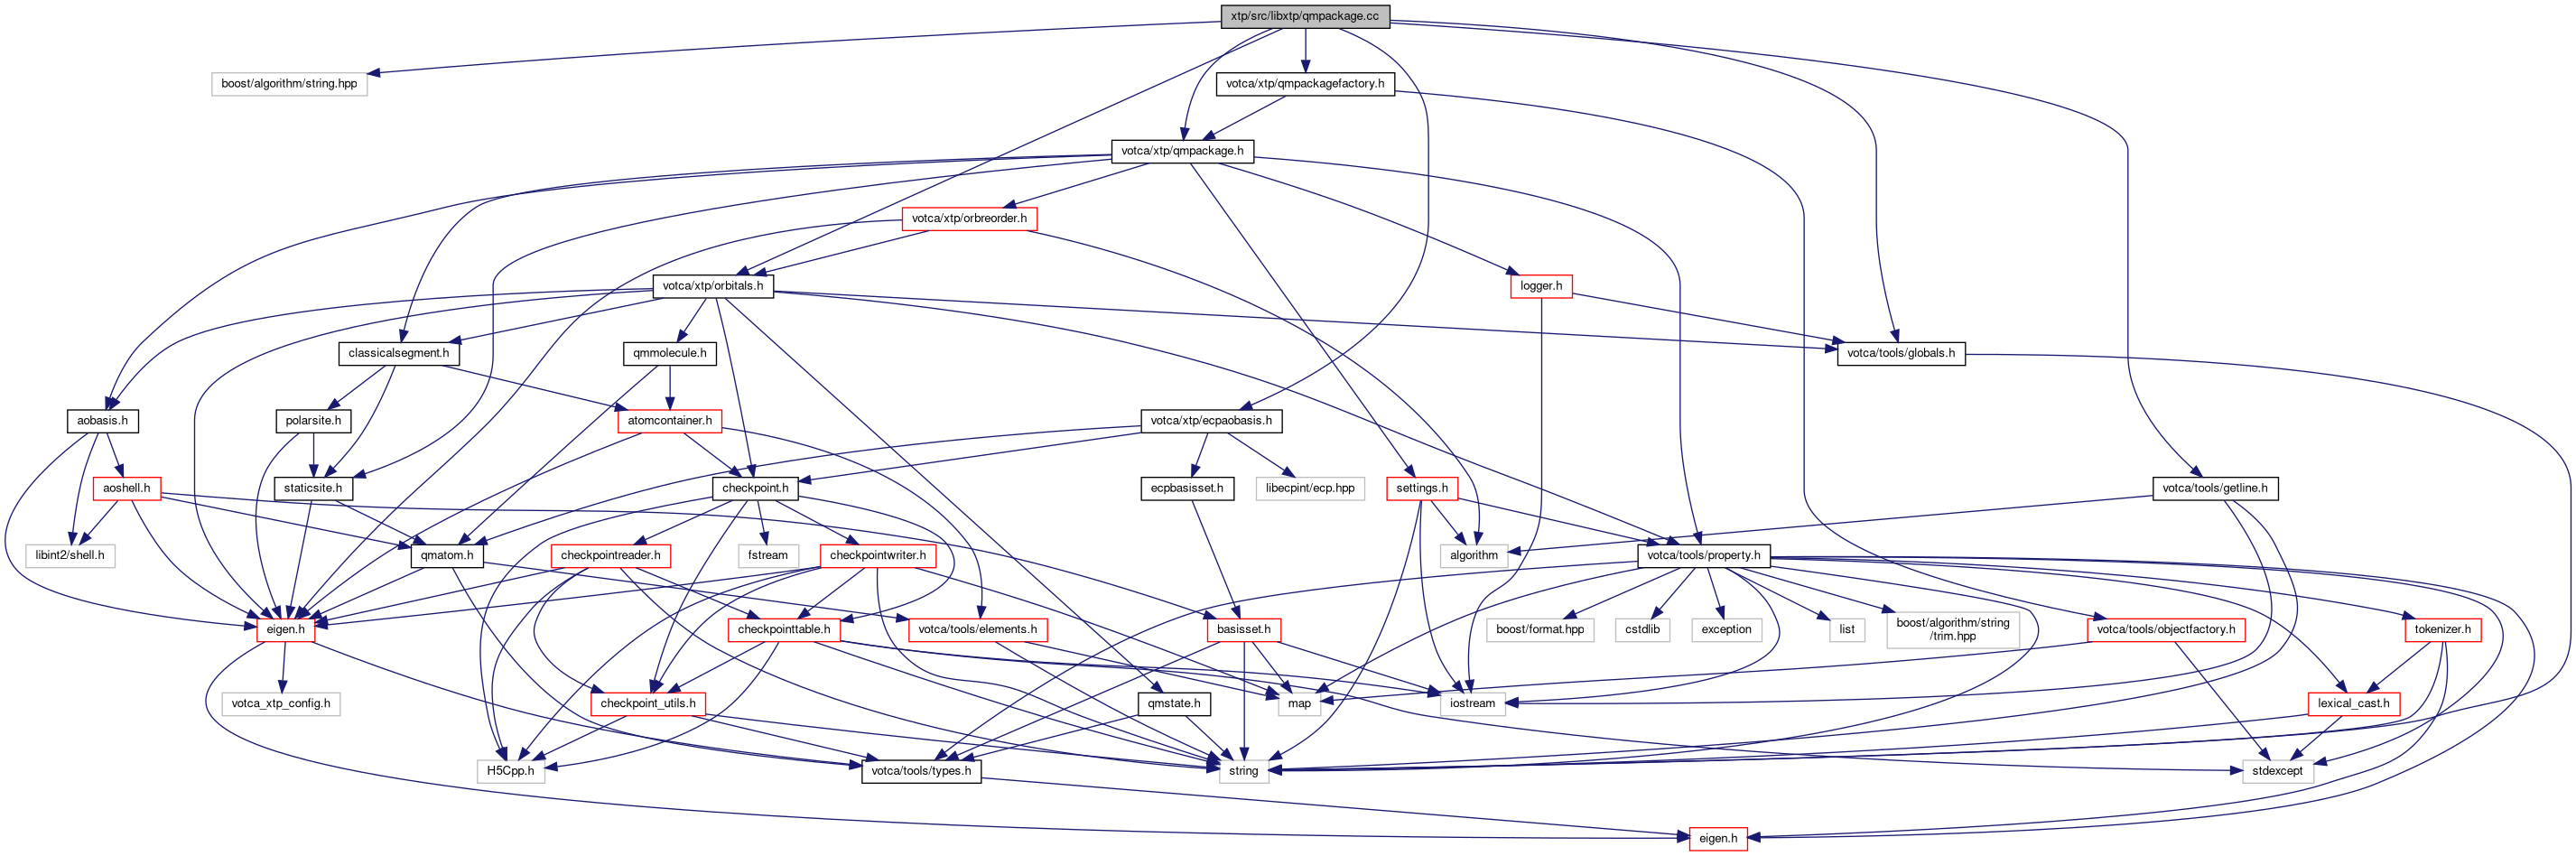 xtp/src/libxtp/qmpackage.cc
boost/algorithm/string.hpp
votca/xtp/qmpackagefactory.h
votca/xtp/qmpackage.h
votca/xtp/orbreorder.h
votca/xtp/orbitals.h
logger.h
classicalsegment.h
qmmolecule.h
votca/tools/globals.h
aobasis.h
polarsite.h
atomcontainer.h
votca/xtp/ecpaobasis.h
aoshell.h
staticsite.h
checkpoint.h
ecpbasisset.h
libecpint/ecp.hpp
settings.h
votca/tools/getline.h
libint2/shell.h
qmatom.h
checkpointreader.h
fstream
checkpointwriter.h
algorithm
votca/tools/property.h
eigen.h
checkpointtable.h
votca/tools/elements.h
basisset.h
boost/format.hpp
cstdlib
exception
list
boost/algorithm/string
/trim.hpp
votca/tools/objectfactory.h
tokenizer.h
votca_xtp_config.h
checkpoint_utils.h
qmstate.h
map
iostream
lexical_cast.h
H5Cpp.h
votca/tools/types.h
string
stdexcept
eigen.h